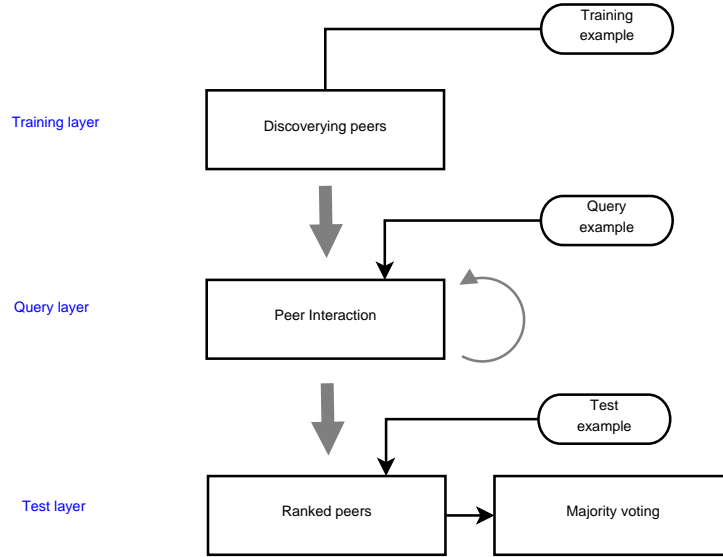 Training
example
Training layer
Discoverying peers
Query
example
Query layer
Peer Interaction
Test
example
Test layer
Ranked peers
Majority voting